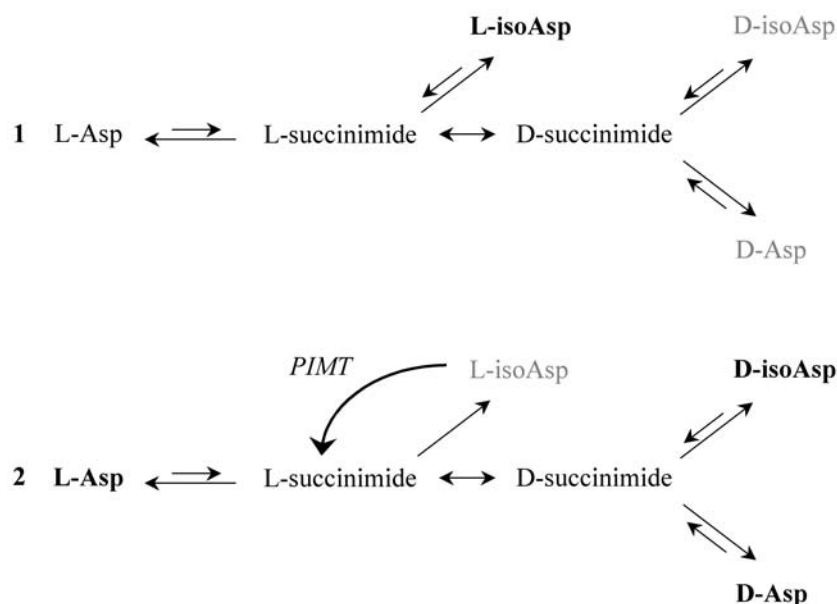 L-isoAsp D-isoAsp
1 L-Asp L-succinimide D-succinimide
D-Asp
PIMT L-isoAsp D-isoAsp
2 L-Asp L-succinimide D-succinimide
D-Asp